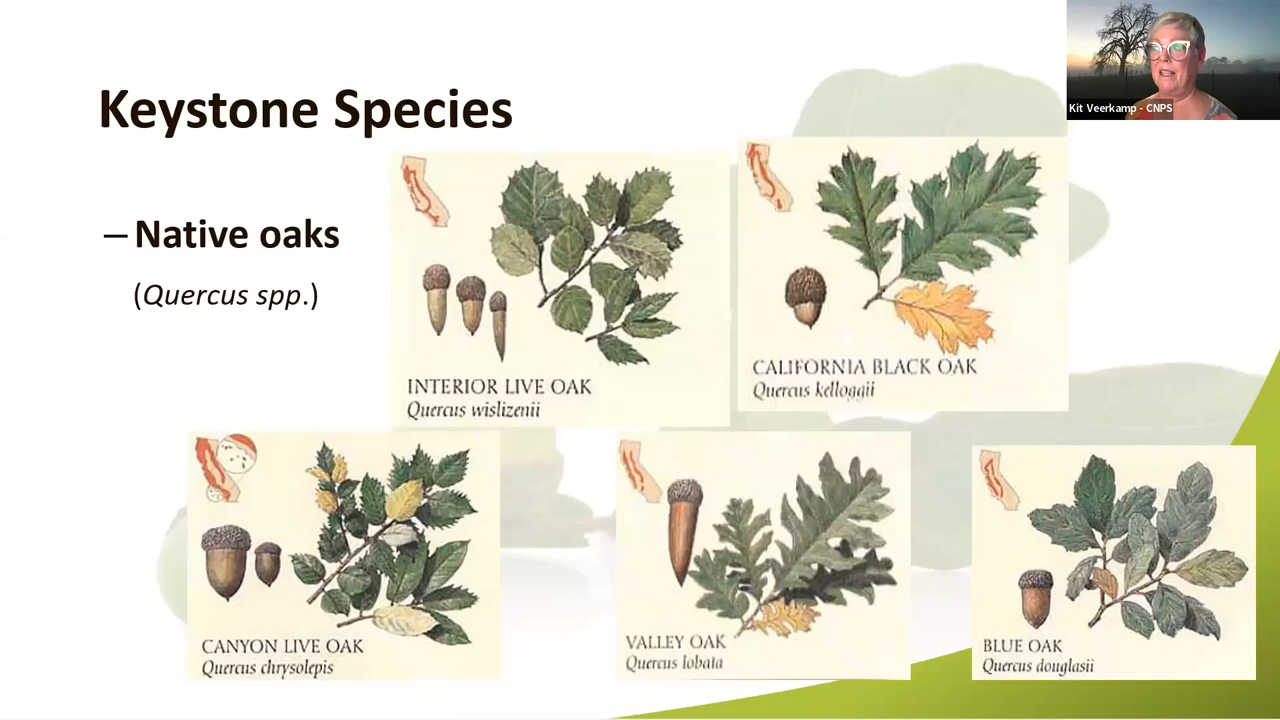 Kit Veerkamp - CNPS
Keystone Species
– Native oaks
(Quercus spp.)
INTERIOR LIVE OAK
Quercus wislizenii
CALIFORNIA BLACK OAK
Quercus kelloggii
CANYON LIVE OAK
Quercus chrysolepis
VALLEY OAK
Quercus lobata
BLUE OAK
Quercus douglasii